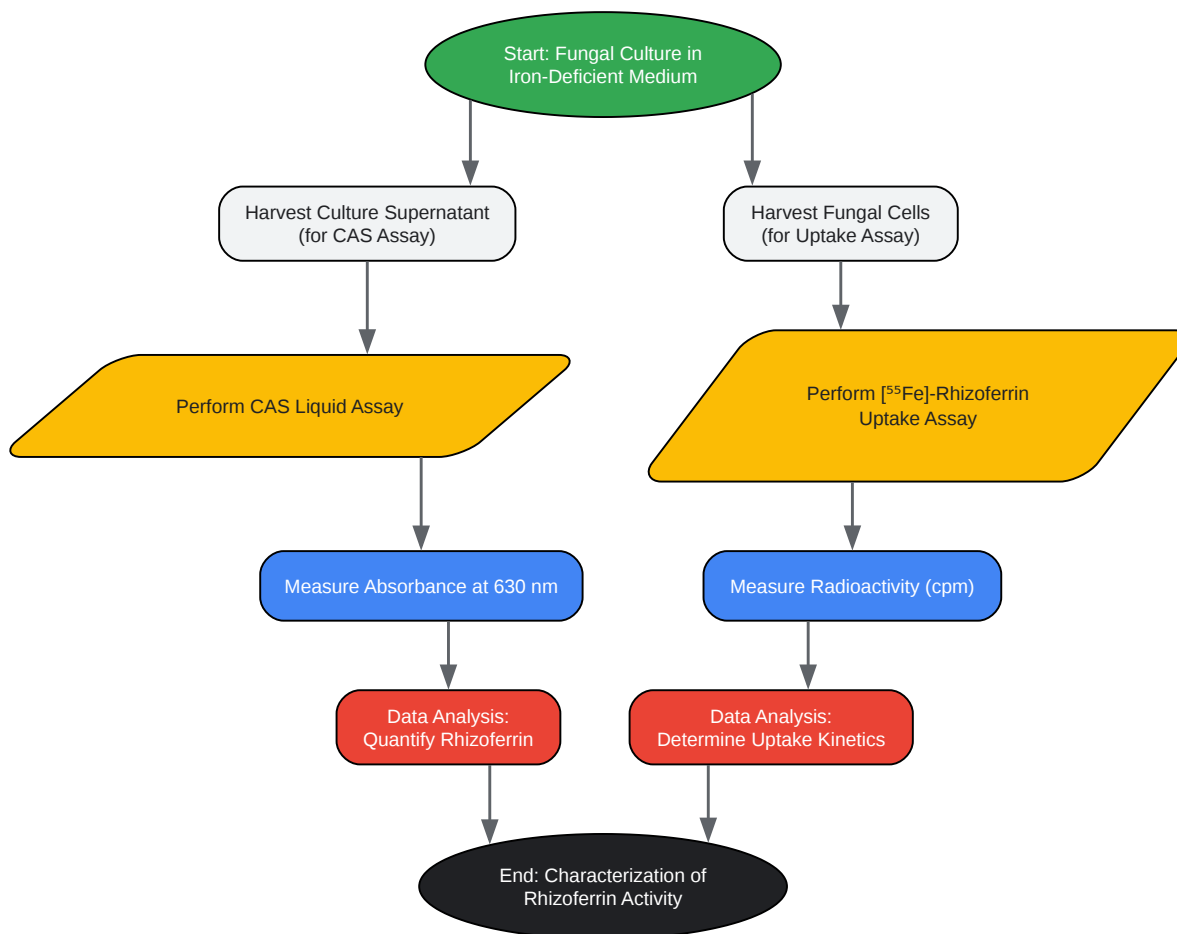 Start: Fungal Culture in
Iron-Deficient Medium
Harvest Culture Supernatant
(for CAS Assay)
Harvest Fungal Cells
(for Uptake Assay)
Perform CAS Liquid Assay
Perform [⁵⁵Fe]-Rhizoferrin
Uptake Assay
Measure Absorbance at 630 nm
Measure Radioactivity (cpm)
Data Analysis:
Quantify Rhizoferrin
Data Analysis:
Determine Uptake Kinetics
End: Characterization of
Rhizoferrin Activity